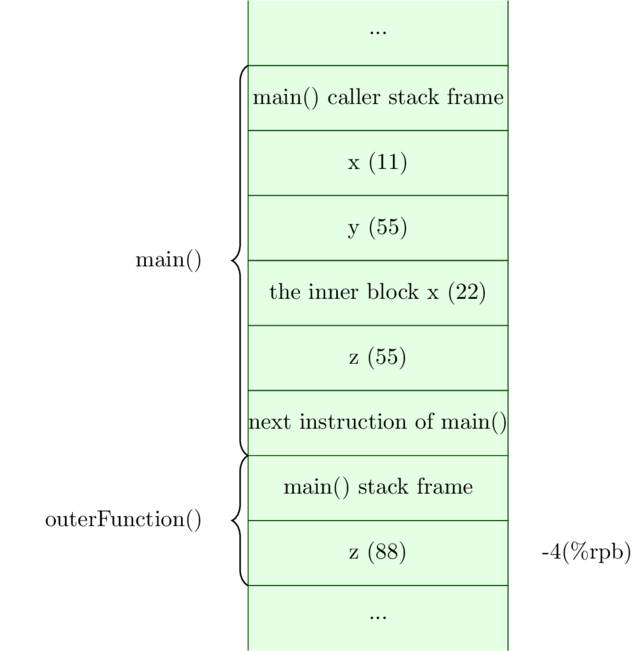 ...
main() caller stack frame
x (11)
y (55)
main()
the inner block x (22)
z (55)
next instruction of main()
main() stack frame
outerFunction()
z (88)
-4(%rpb)
...